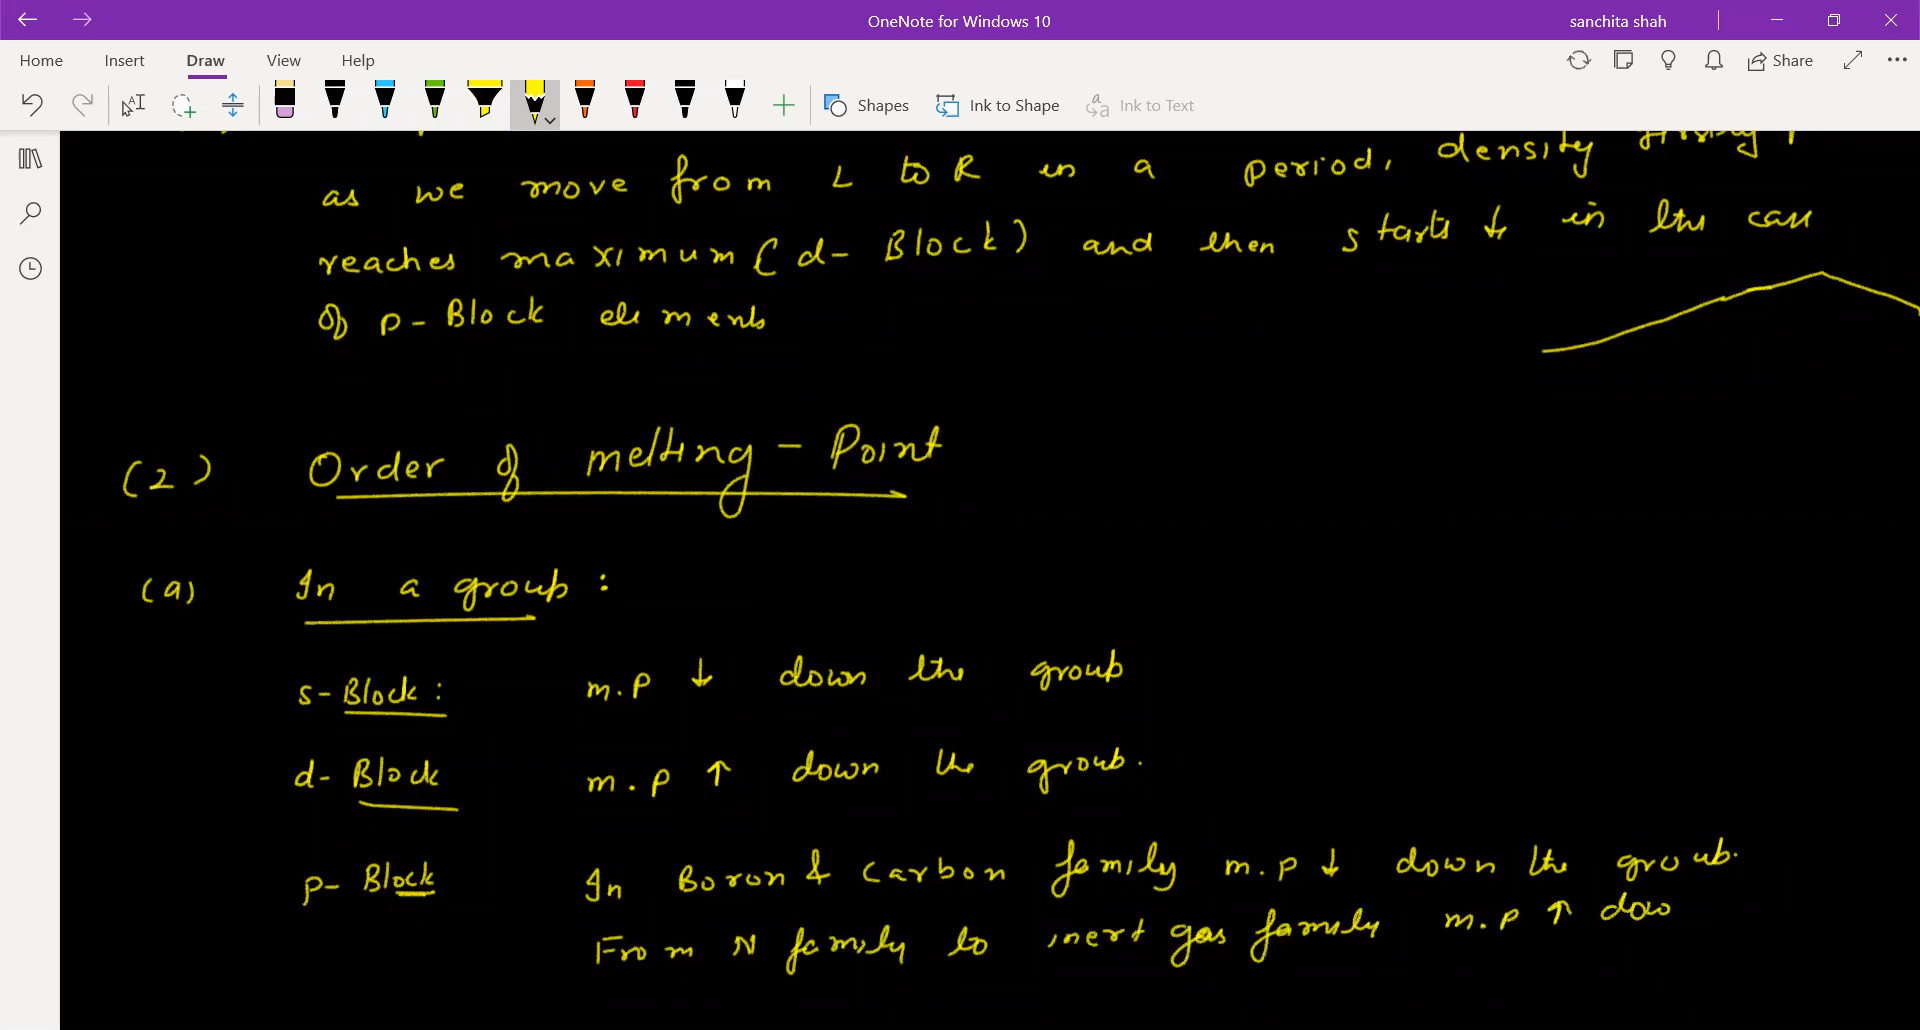 OneNote for Windows 10
sanchita shah
Home Insert Draw View Help
Share
Shapes Ink to Shape Ink to Text
as we move from L to R in a period, density
reaches maximum ( d- Block ) and then starts ↓ in the case
of p- Block elements
(2) Order of melting - Point
(a) In a group :
s- Block : m.p ↓ down the group
d- Block m.p ↑ down the group.
p- Block In Boron & Carbon family m.p ↓ down the group.
From N family to inert gas family m.p ↑ dow